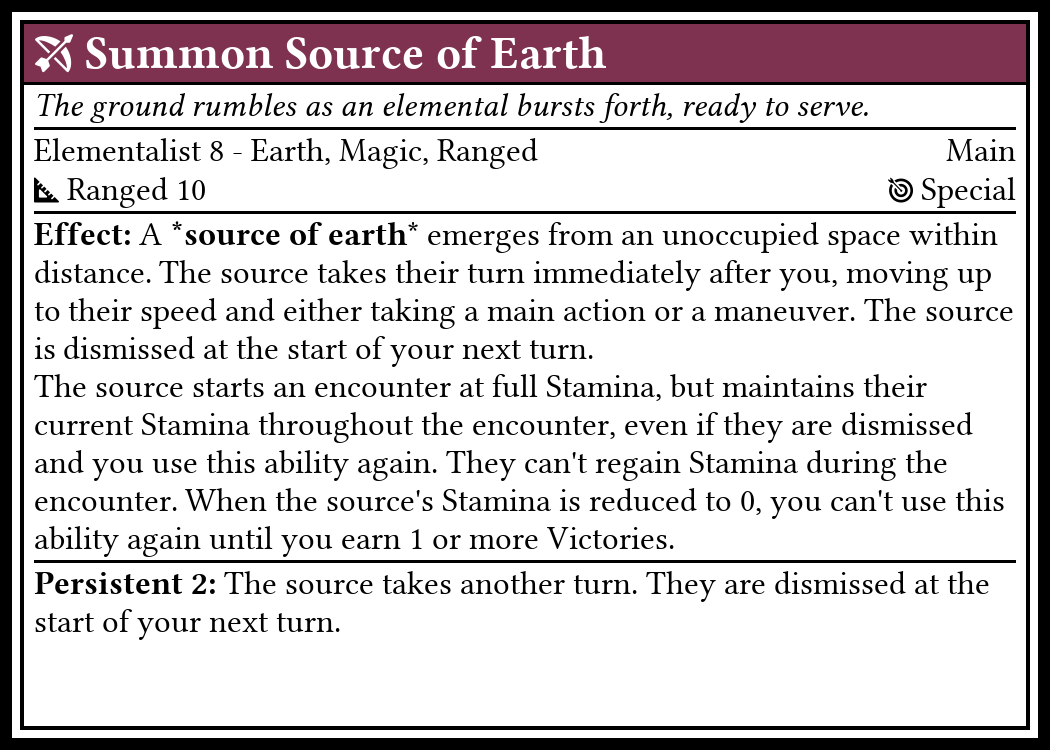 Summon Source of Earth
The ground rumbles as an elemental bursts forth, ready to serve.
Elementalist 8 - Earth, Magic, Ranged Main
Ranged 10 Special
Effect: A *source of earth* emerges from an unoccupied space within
distance. The source takes their turn immediately after you, moving up
to their speed and either taking a main action or a maneuver. The source
is dismissed at the start of your next turn.
The source starts an encounter at full Stamina, but maintains their
current Stamina throughout the encounter, even if they are dismissed
and you use this ability again. They can't regain Stamina during the
encounter. When the source's Stamina is reduced to 0, you can't use this
ability again until you earn 1 or more Victories.
Persistent 2: The source takes another turn. They are dismissed at the
start of your next turn.